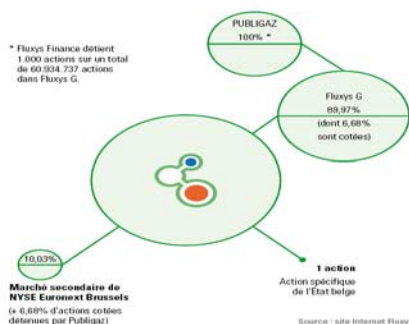 PUBLIGAZ
100% *
* Fluxys Finance détient
1.000 actions sur un total
de 60.934.737 actions
dans Fluxys G.
Fluxys G
89,97%
(dont 6,68%
sont cotées)
10,03%
Marché secondaire de
NYSE Euronext Brussels
(+ 6,68% d'actions cotées
détenues par Publigaz)
1 action
Action spécifique
de l'État belge
Source : site Internet Fluxy